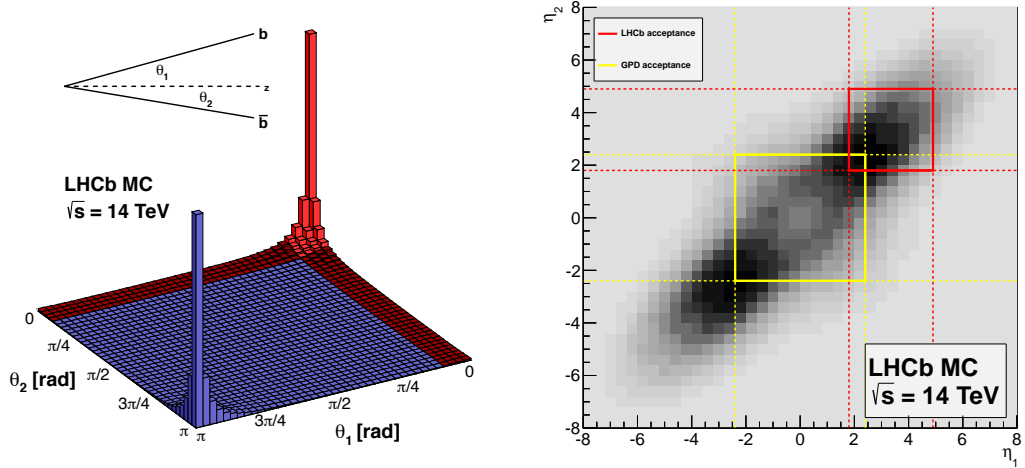 b
θ1
z
θ2
b̅
LHCb MC
√s = 14 TeV
0
π/4
π/2
3π/4
π
θ2 [rad]
π
3π/4
π/2
π/4
0
θ1 [rad]
η2
8
6
4
2
0
-2
-4
-6
-8
LHCb acceptance
GPD acceptance
LHCb MC
√s = 14 TeV
-8 -6 -4 -2 0 2 4 6 8
η1